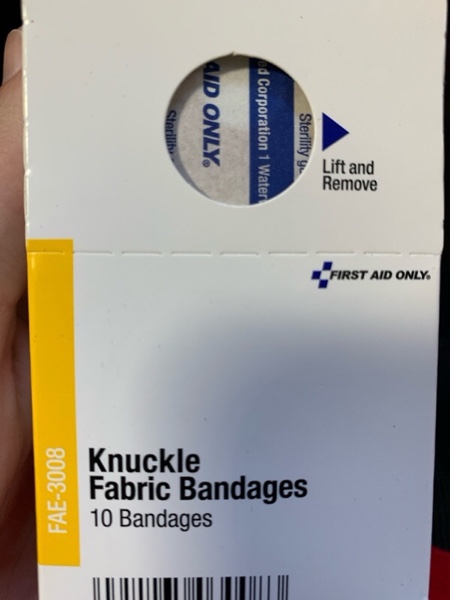 AID ONLY®
Corporation 1 Water
Sterility
Lift and
Remove
FIRST AID ONLY®
FAE-3008
Knuckle
Fabric Bandages
10 Bandages